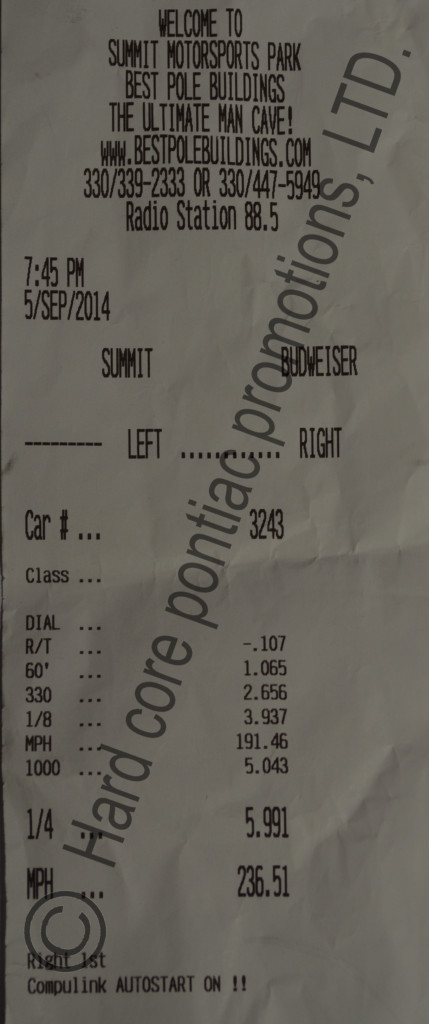 WELCOME TO
SUMMIT MOTORSPORTS PARK
BEST POLE BUILDINGS
THE ULTIMATE MAN CAVE!
WWW.BESTPOLEBUILDINGS.COM
330/339-2333 OR 330/447-5949
Radio Station 88.5
7:45 PM
5/SEP/2014
SUMMIT BUDWEISER
--------- LEFT ............ RIGHT
Car # ... 3243
Class ...
DIAL ...
R/T ... -.107
60' ... 1.065
330 ... 2.656
1/8 ... 3.937
MPH ... 191.46
1000 ... 5.043
1/4 ... 5.991
MPH ... 236.51
Right 1st
Compulink AUTOSTART ON !!
© Hard core pontiac promotions, LTD.